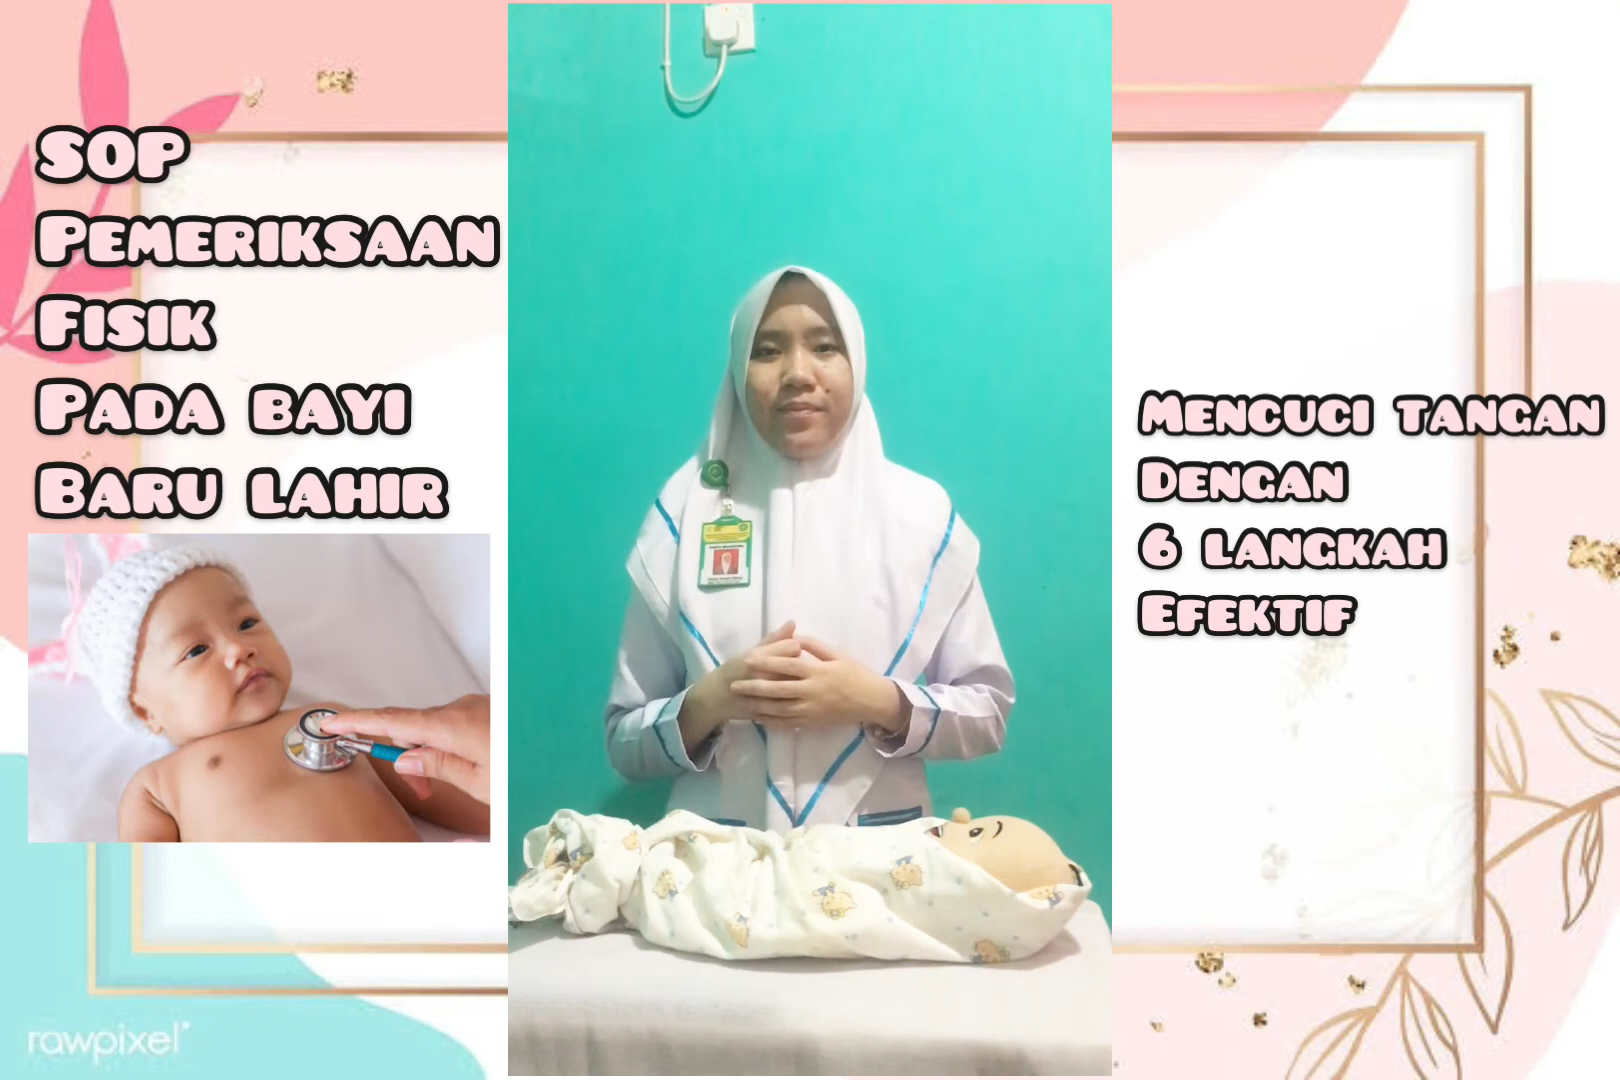 SOP
PEMERIKSAAN
FISIK
PADA BAYI
BARU LAHIR
MENCUCI TANGAN
DENGAN
6 LANGKAH
EFEKTIF
rawpixel